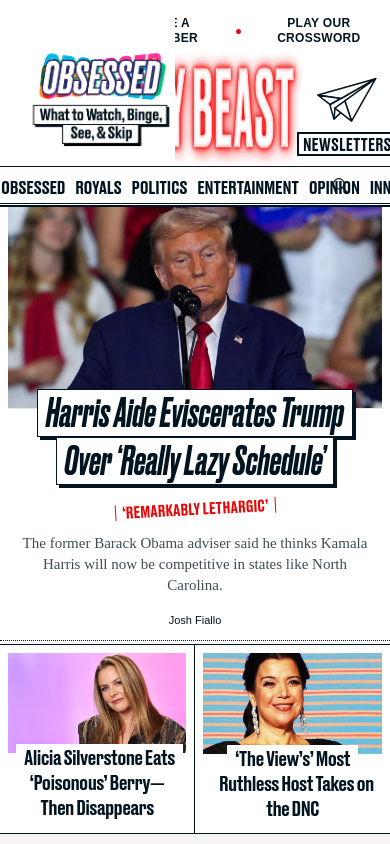 E A
BER
PLAY OUR
CROSSWORD
OBSESSED
What to Watch, Binge,
See, & Skip
Y BEAST
NEWSLETTERS
OBSESSED ROYALS POLITICS ENTERTAINMENT OPINION INN
Harris Aide Eviscerates Trump
Over ‘Really Lazy Schedule’
‘REMARKABLY LETHARGIC’
The former Barack Obama adviser said he thinks Kamala
Harris will now be competitive in states like North
Carolina.
Josh Fiallo
Alicia Silverstone Eats
‘Poisonous’ Berry—
Then Disappears
‘The View’s’ Most
Ruthless Host Takes on
the DNC